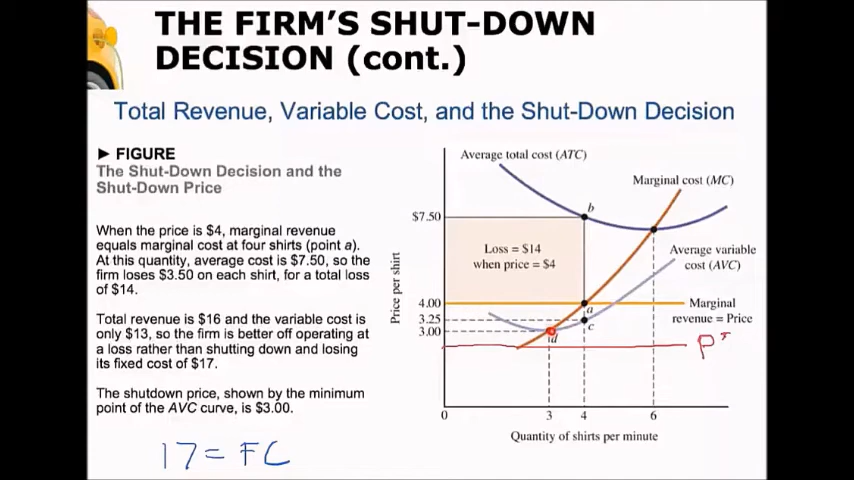 THE FIRM'S SHUT-DOWN
DECISION (cont.)
Total Revenue, Variable Cost, and the Shut-Down Decision
► FIGURE
The Shut-Down Decision and the
Shut-Down Price
When the price is $4, marginal revenue
equals marginal cost at four shirts (point a).
At this quantity, average cost is $7.50, so the
firm loses $3.50 on each shirt, for a total loss
of $14.
Total revenue is $16 and the variable cost is
only $13, so the firm is better off operating at
a loss rather than shutting down and losing
its fixed cost of $17.
The shutdown price, shown by the minimum
point of the AVC curve, is $3.00.
17 = FC
Average total cost (ATC)
Marginal cost (MC)
b
$7.50
Average variable
cost (AVC)
Loss = $14
when price = $4
Price per shirt
4.00
a
Marginal
revenue = Price
3.25
c
3.00
d
P*
0
3
4
6
Quantity of shirts per minute